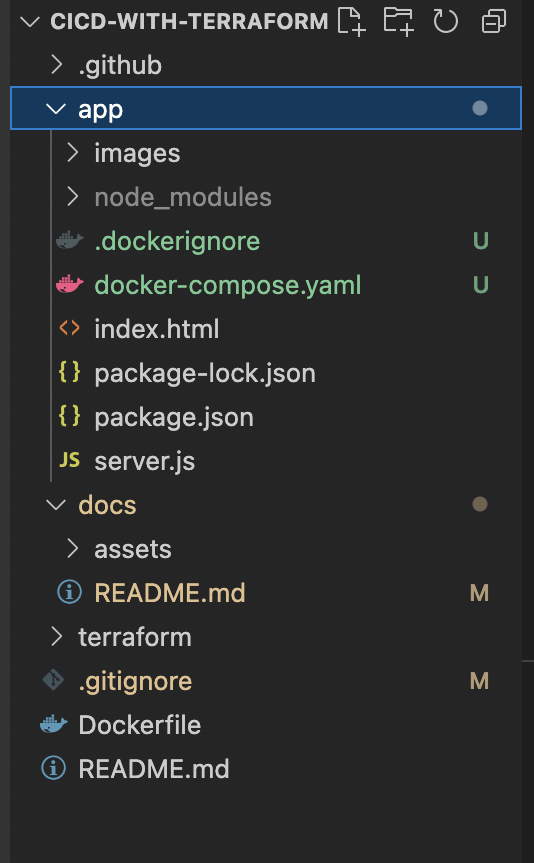 CICD-WITH-TERRAFORM
.github
app
images
node_modules
.dockerignore U
docker-compose.yaml U
index.html
package-lock.json
package.json
JS server.js
docs
assets
README.md M
terraform
.gitignore M
Dockerfile
README.md